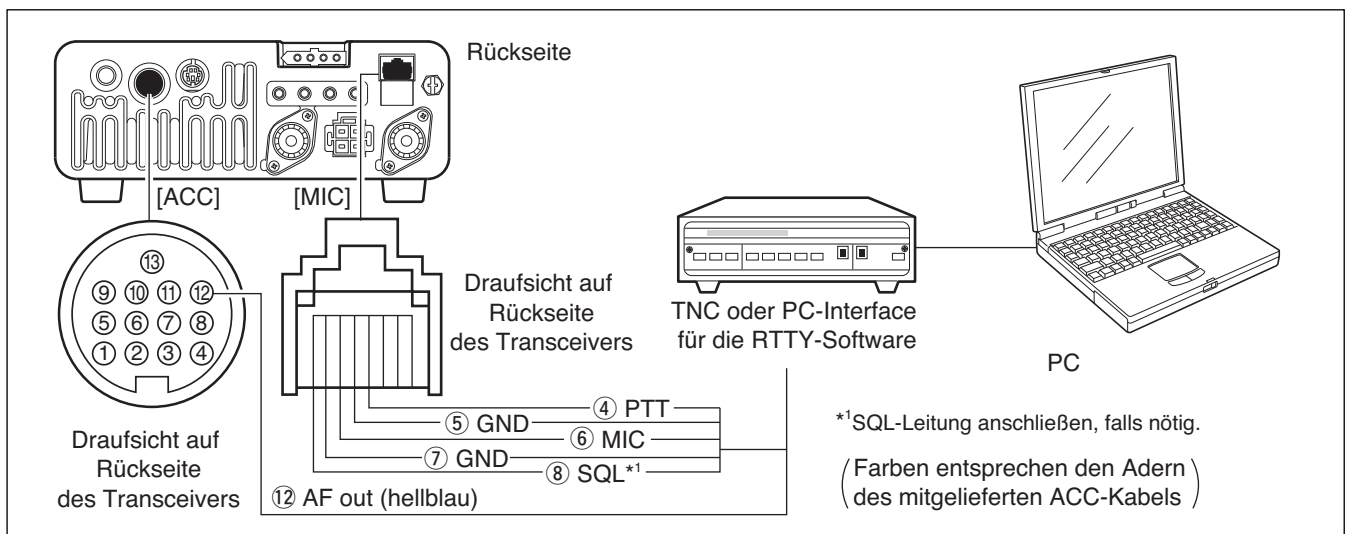 Rückseite
[ACC]
[MIC]
⑬
⑨ ⑩ ⑪ ⑫
⑤ ⑥ ⑦ ⑧
① ② ③ ④
Draufsicht auf
Rückseite
des Transceivers
Draufsicht auf
Rückseite
des Transceivers
④ PTT
⑤ GND
⑥ MIC
⑦ GND
⑧ SQL*1
⑫ AF out (hellblau)
TNC oder PC-Interface
für die RTTY-Software
PC
*1SQL-Leitung anschließen, falls nötig.
(Farben entsprechen den Adern
des mitgelieferten ACC-Kabels)